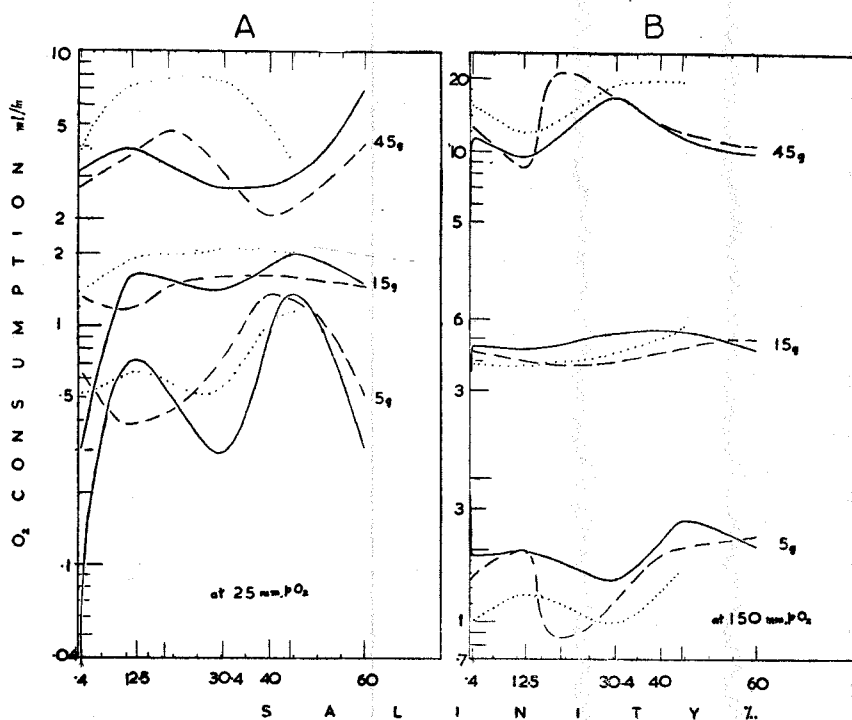 A
B
10
5
2
2
1
.5
.1
.04
20
10
5
6
3
3
1
.7
O₂ CONSUMPTION ml/h
45g
15g
5g
45g
15g
5g
at 25 mm. pO₂
at 150 mm. pO₂
.4 12.5 30.4 40 60
.4 12.5 30.4 40 60
SALINITY ‰